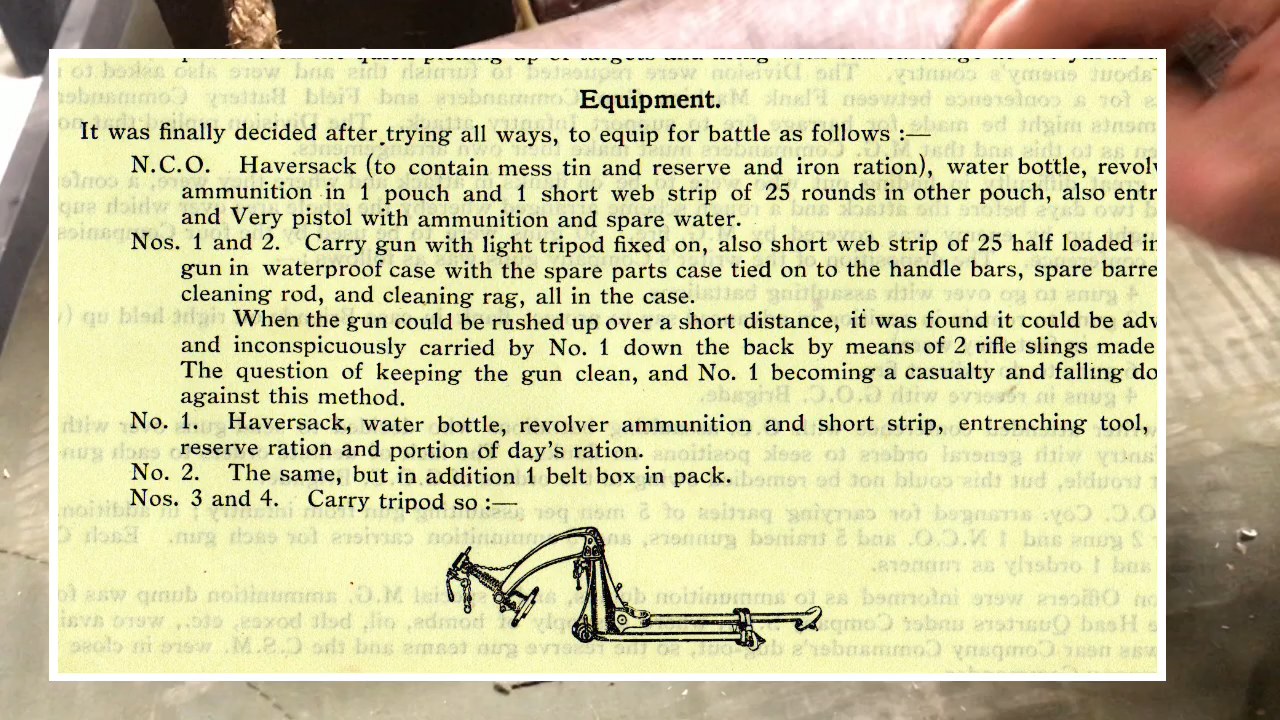 quick picking up of targets and
Equipment.
It was finally decided after trying all ways, to equip for battle as follows :—
N.C.O. Haversack (to contain mess tin and reserve and iron ration), water bottle, revolv
ammunition in 1 pouch and 1 short web strip of 25 rounds in other pouch, also entr
and Very pistol with ammunition and spare water.
Nos. 1 and 2. Carry gun with light tripod fixed on, also short web strip of 25 half loaded in
gun in waterproof case with the spare parts case tied on to the handle bars, spare barre
cleaning rod, and cleaning rag, all in the case.
When the gun could be rushed up over a short distance, it was found it could be adv
and inconspicuously carried by No. 1 down the back by means of 2 rifle slings made
The question of keeping the gun clean, and No. 1 becoming a casualty and falling do
against this method.
No. 1. Haversack, water bottle, revolver ammunition and short strip, entrenching tool,
reserve ration and portion of day's ration.
No. 2. The same, but in addition 1 belt box in pack.
Nos. 3 and 4. Carry tripod so :—